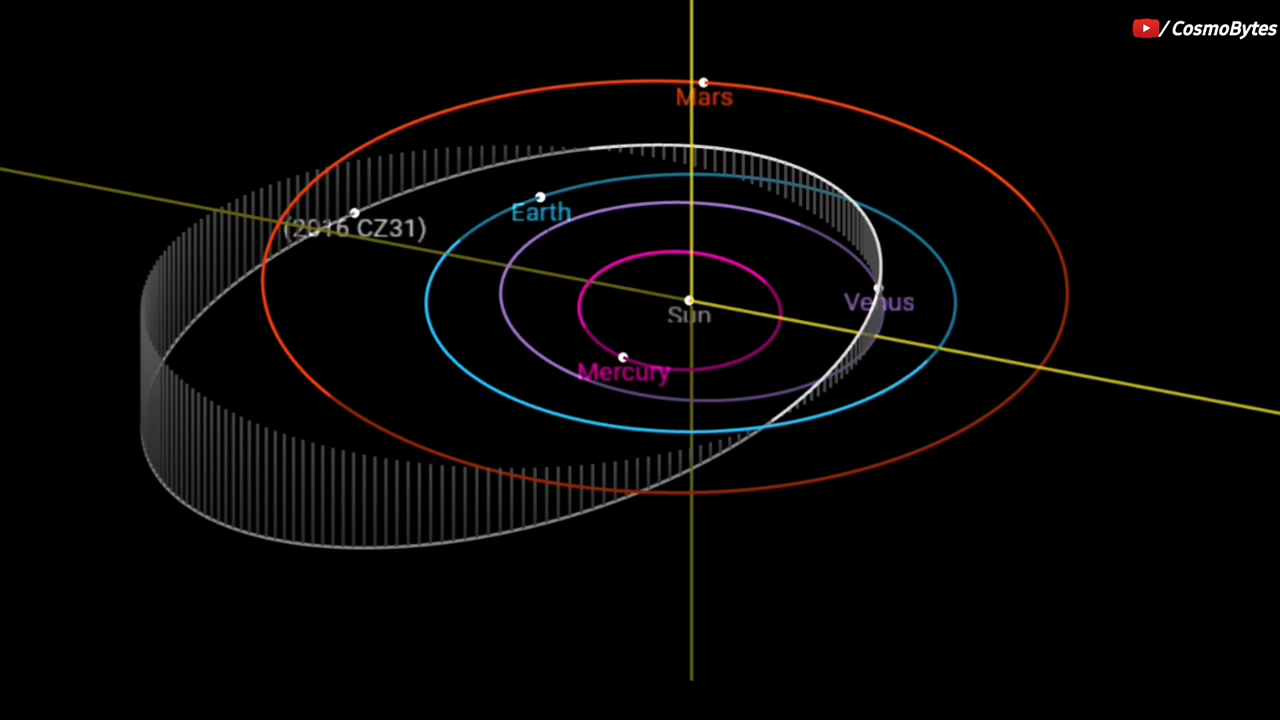 / CosmoBytes
Mars
(2016 CZ31)
Earth
Venus
Sun
Mercury